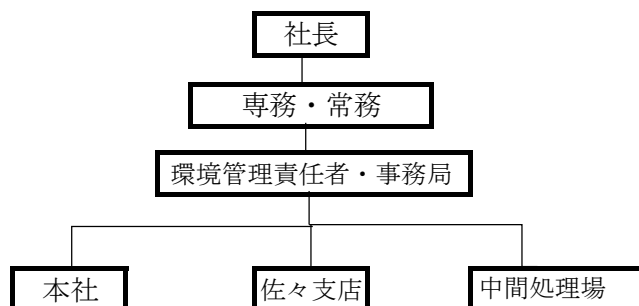 社長
専務・常務
環境管理責任者・事務局
本社
佐々支店
中間処理場